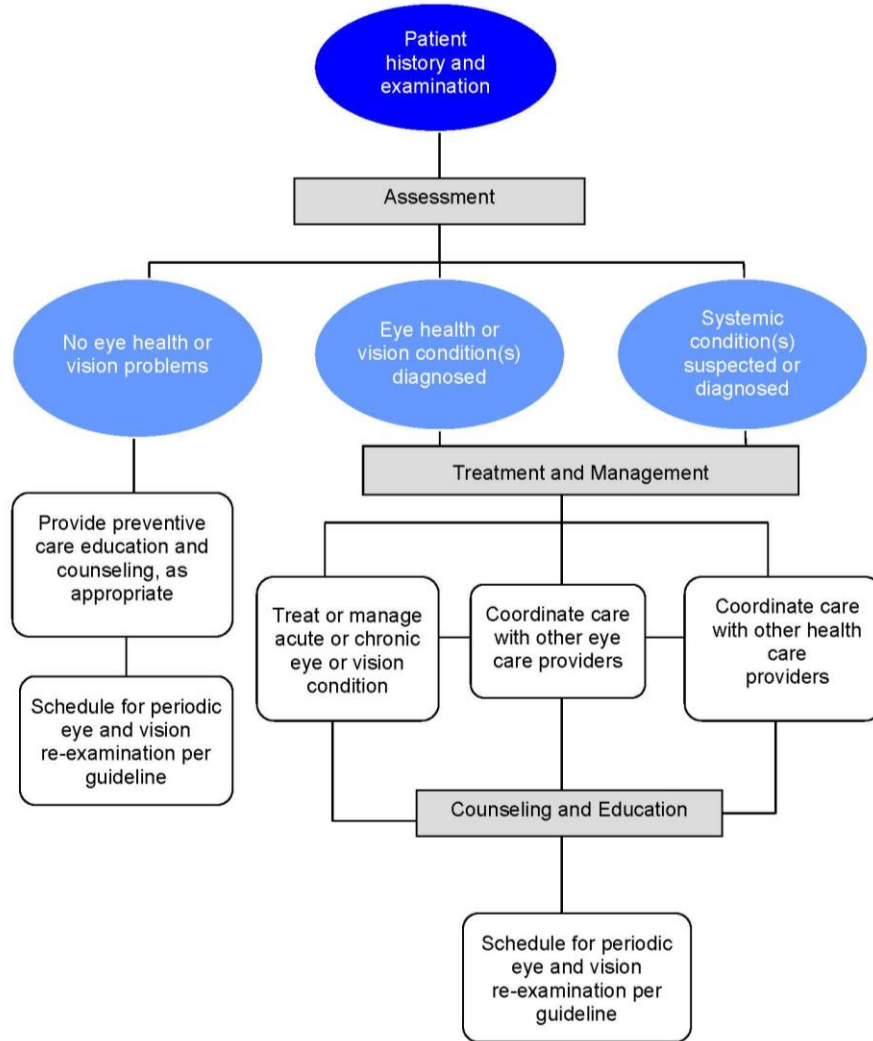 Patient
history and
examination
Assessment
No eye health or
vision problems
Eye health or
vision condition(s)
diagnosed
Systemic
condition(s)
suspected or
diagnosed
Treatment and Management
Provide preventive
care education and
counseling, as
appropriate
Treat or manage
acute or chronic
eye or vision
condition
Coordinate care
with other eye
care providers
Coordinate care
with other health
care
providers
Schedule for periodic
eye and vision
re-examination per
guideline
Counseling and Education
Schedule for periodic
eye and vision
re-examination per
guideline